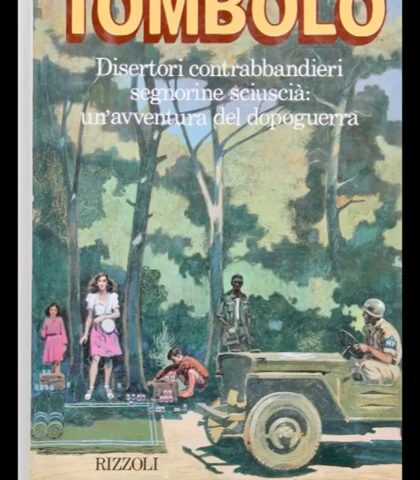 TOMBOLO
Disertori contrabbandieri
segnorine sciuscià:
un'avventura del dopoguerra
RIZZOLI